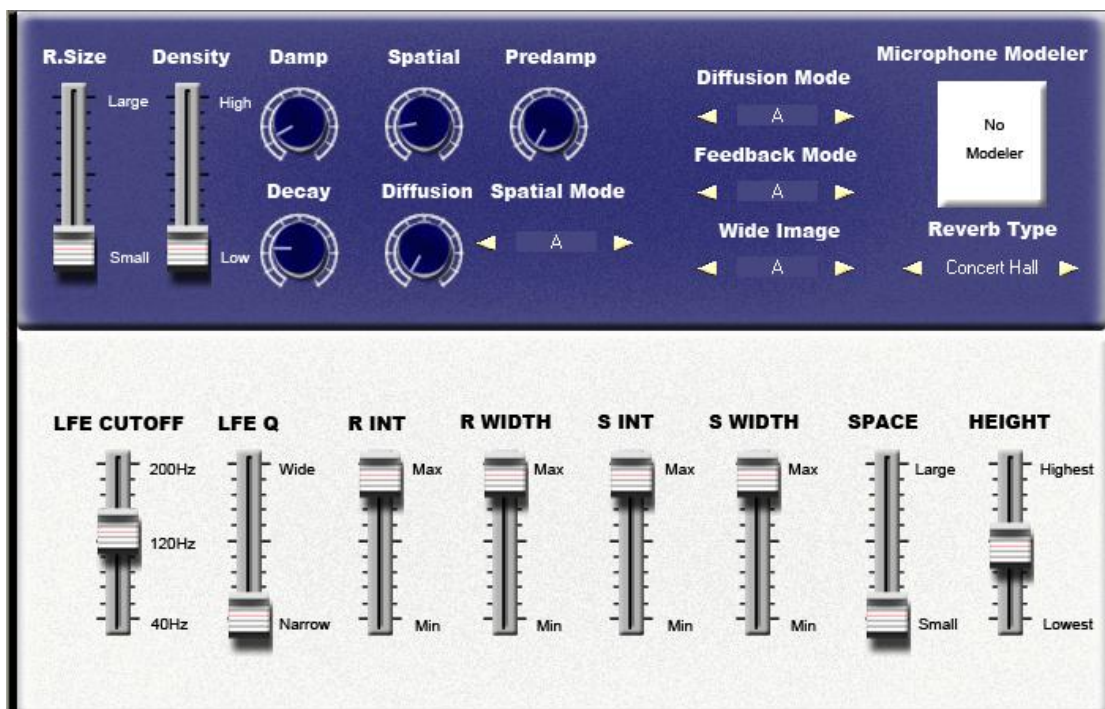 R.Size Density Damp Spatial Predamp
Microphone Modeler
Diffusion Mode
Large High
A
No
Modeler
Feedback Mode
Decay Diffusion Spatial Mode
A
Wide Image Reverb Type
A
Small Low
A
Concert Hall
LFE CUTOFF LFE Q R INT R WIDTH S INT S WIDTH SPACE HEIGHT
200Hz Wide Max Max Max Max Large Highest
120Hz
40Hz Narrow Min Min Min Min Small Lowest